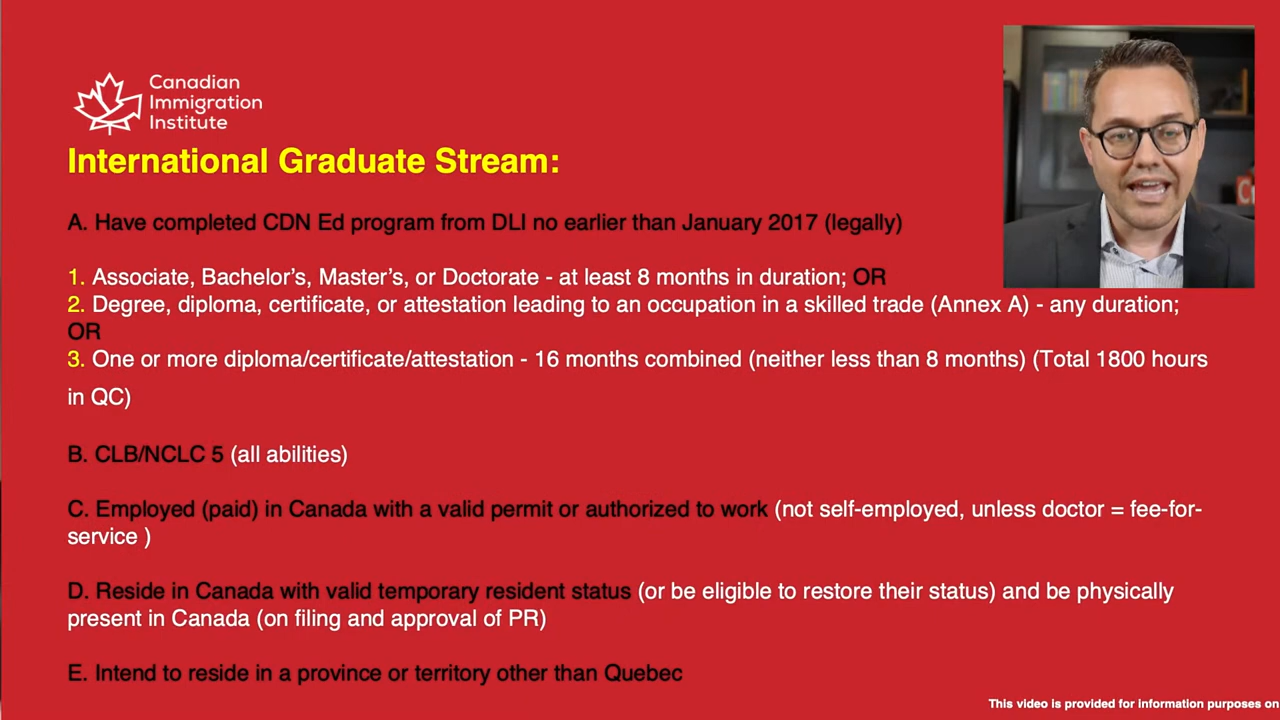 Canadian
Immigration
Institute
International Graduate Stream:
A. Have completed CDN Ed program from DLI no earlier than January 2017 (legally)
1. Associate, Bachelor's, Master's, or Doctorate - at least 8 months in duration; OR
2. Degree, diploma, certificate, or attestation leading to an occupation in a skilled trade (Annex A) - any duration;
OR
3. One or more diploma/certificate/attestation - 16 months combined (neither less than 8 months) (Total 1800 hours
in QC)
B. CLB/NCLC 5 (all abilities)
C. Employed (paid) in Canada with a valid permit or authorized to work (not self-employed, unless doctor = fee-for-
service )
D. Reside in Canada with valid temporary resident status (or be eligible to restore their status) and be physically
present in Canada (on filing and approval of PR)
E. Intend to reside in a province or territory other than Quebec
This video is provided for information purposes on